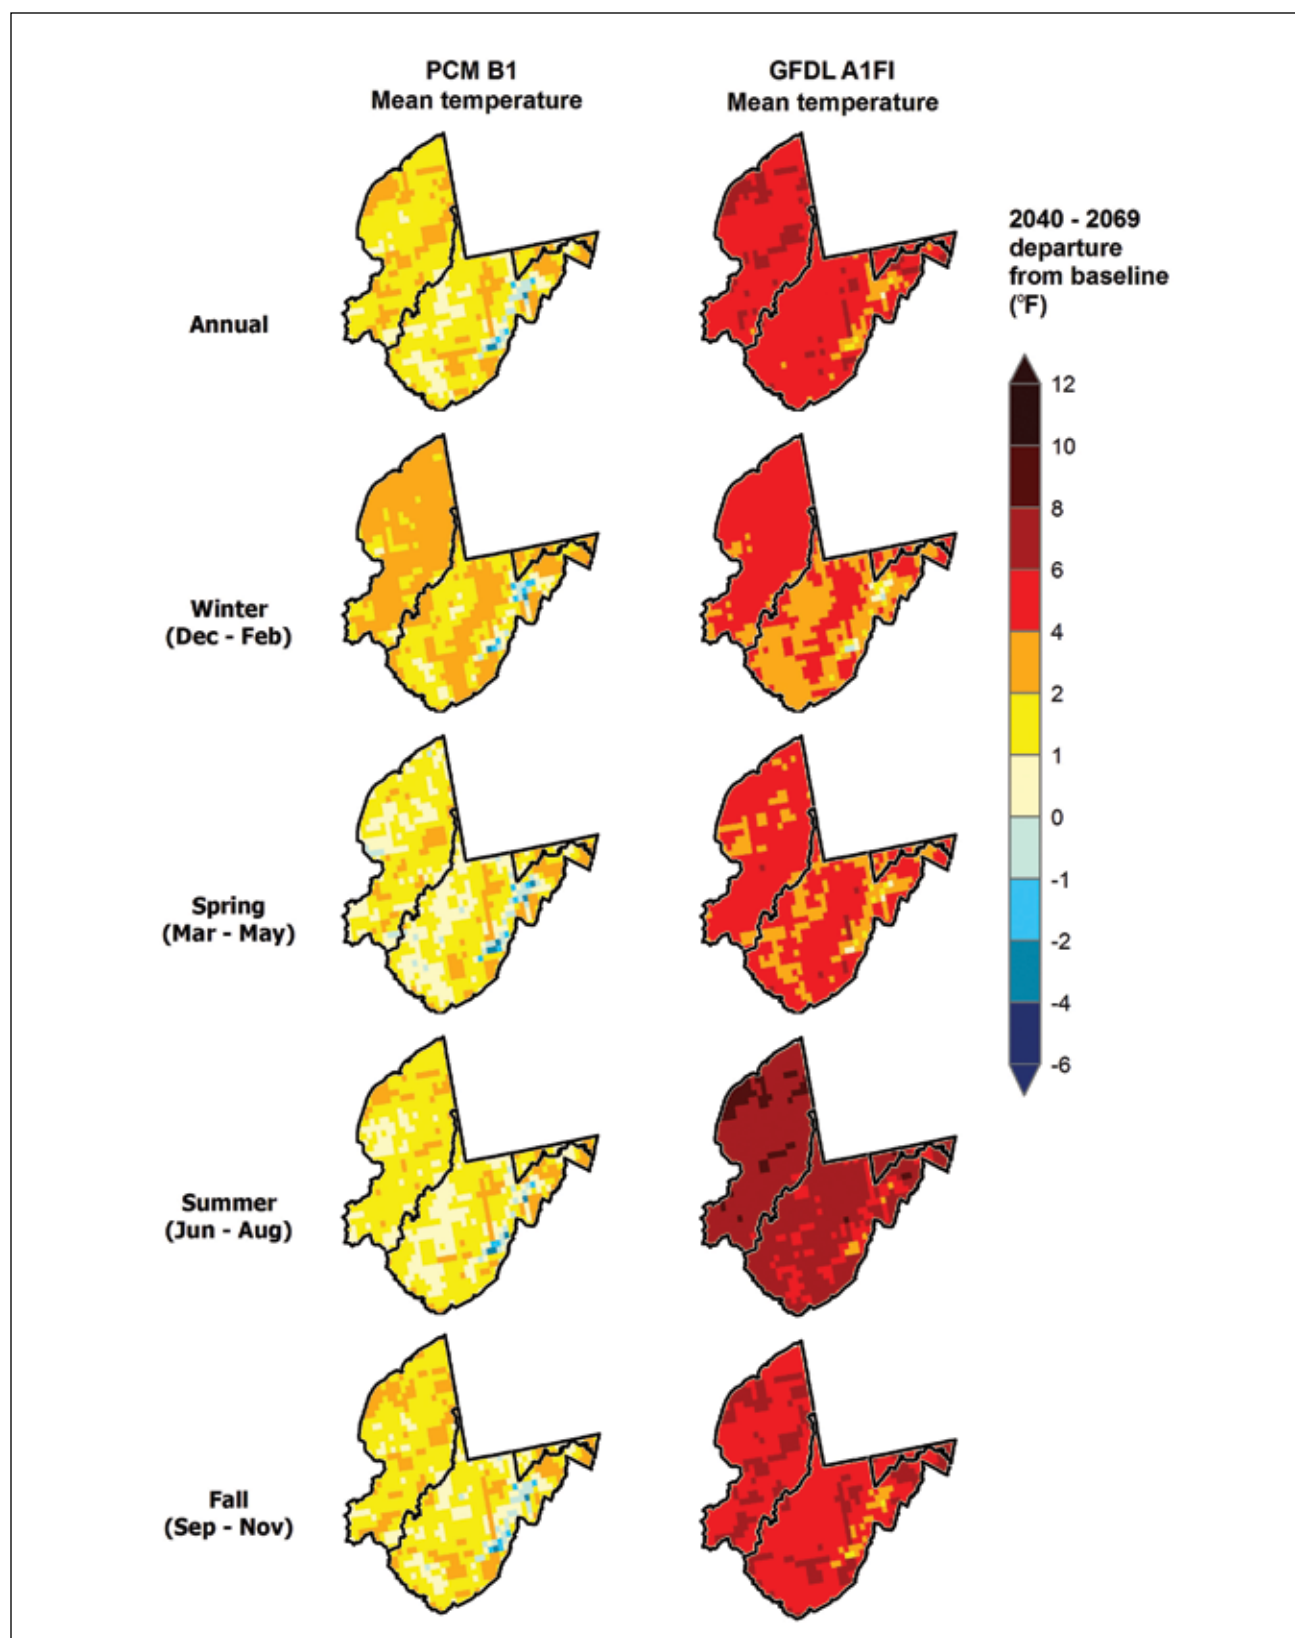 PCM B1
Mean temperature
GFDL A1FI
Mean temperature
2040 - 2069
departure
from baseline
(°F)
Annual
Winter
(Dec - Feb)
Spring
(Mar - May)
Summer
(Jun - Aug)
Fall
(Sep - Nov)
12
10
8
6
4
2
1
0
-1
-2
-4
-6